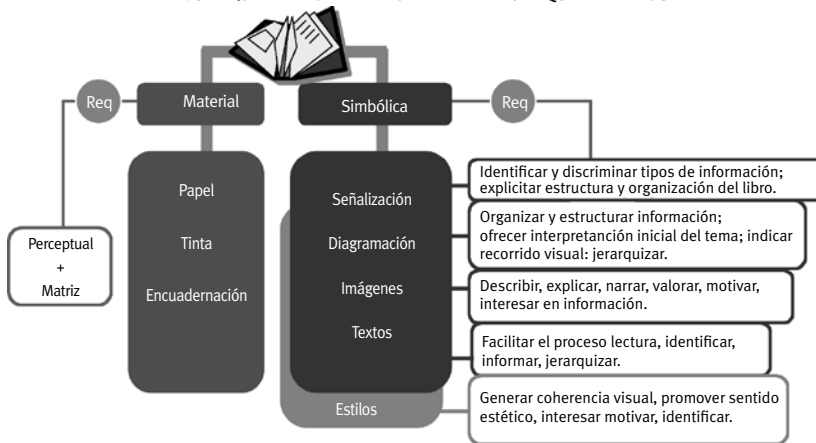 Req
Material
Simbólica
Req
Papel
Tinta
Encuadernación
Perceptual
+
Matriz
Señalización
Diagramación
Imágenes
Textos
Estilos
Identificar y discriminar tipos de información;
explicitar estructura y organización del libro.
Organizar y estructurar información;
ofrecer interpretanción inicial del tema; indicar
recorrido visual: jerarquizar.
Describir, explicar, narrar, valorar, motivar,
interesar en información.
Facilitar el proceso lectura, identificar,
informar, jerarquizar.
Generar coherencia visual, promover sentido
estético, interesar motivar, identificar.